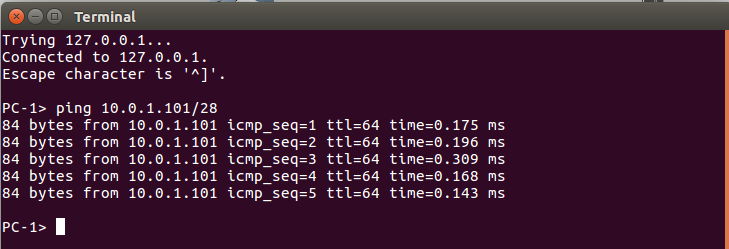 Terminal
Trying 127.0.0.1...
Connected to 127.0.0.1.
Escape character is '^]'.
PC-1> ping 10.0.1.101/28
84 bytes from 10.0.1.101 icmp_seq=1 ttl=64 time=0.175 ms
84 bytes from 10.0.1.101 icmp_seq=2 ttl=64 time=0.196 ms
84 bytes from 10.0.1.101 icmp_seq=3 ttl=64 time=0.309 ms
84 bytes from 10.0.1.101 icmp_seq=4 ttl=64 time=0.168 ms
84 bytes from 10.0.1.101 icmp_seq=5 ttl=64 time=0.143 ms
PC-1>